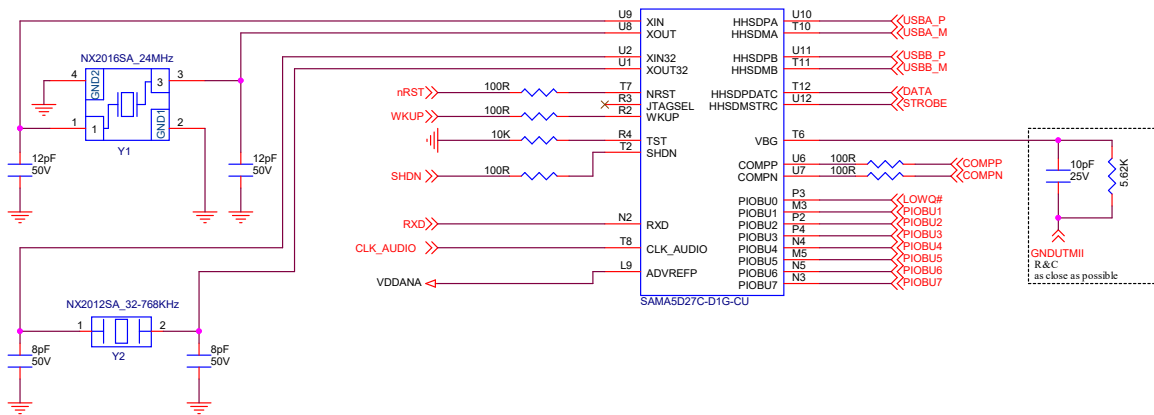 NX2016SA_24MHz
4
GND2
3
3
1
1
GND1
2
Y1
12pF
50V
12pF
50V
NX2012SA_32-768KHz
1
2
Y2
8pF
50V
8pF
50V
nRST
100R
WKUP
100R
10K
SHDN
100R
RXD
CLK_AUDIO
VDDANA
U9
XIN
U8
XOUT
U2
XIN32
U1
XOUT32
T7
NRST
R3
JTAGSEL
R2
WKUP
R4
TST
T2
SHDN
N2
RXD
T8
CLK_AUDIO
L9
ADVREFP
SAMA5D27C-D1G-CU
HHSDPA
U10
USBA_P
HHSDMA
T10
USBA_M
HHSDPB
U11
USBB_P
HHSDMB
T11
USBB_M
HHSDPDATC
T12
DATA
HHSDMSTRC
U12
STROBE
VBG
T6
COMPP
U6
100R
COMPP
COMPN
U7
100R
COMPN
PIOBU0
P3
LOWQ#
PIOBU1
M3
PIOBU1
PIOBU2
P2
PIOBU2
PIOBU3
P4
PIOBU3
PIOBU4
N4
PIOBU4
PIOBU5
M5
PIOBU5
PIOBU6
N5
PIOBU6
PIOBU7
N3
PIOBU7
10pF
25V
5.62K
GNDUTMII
R&C
as close as possible